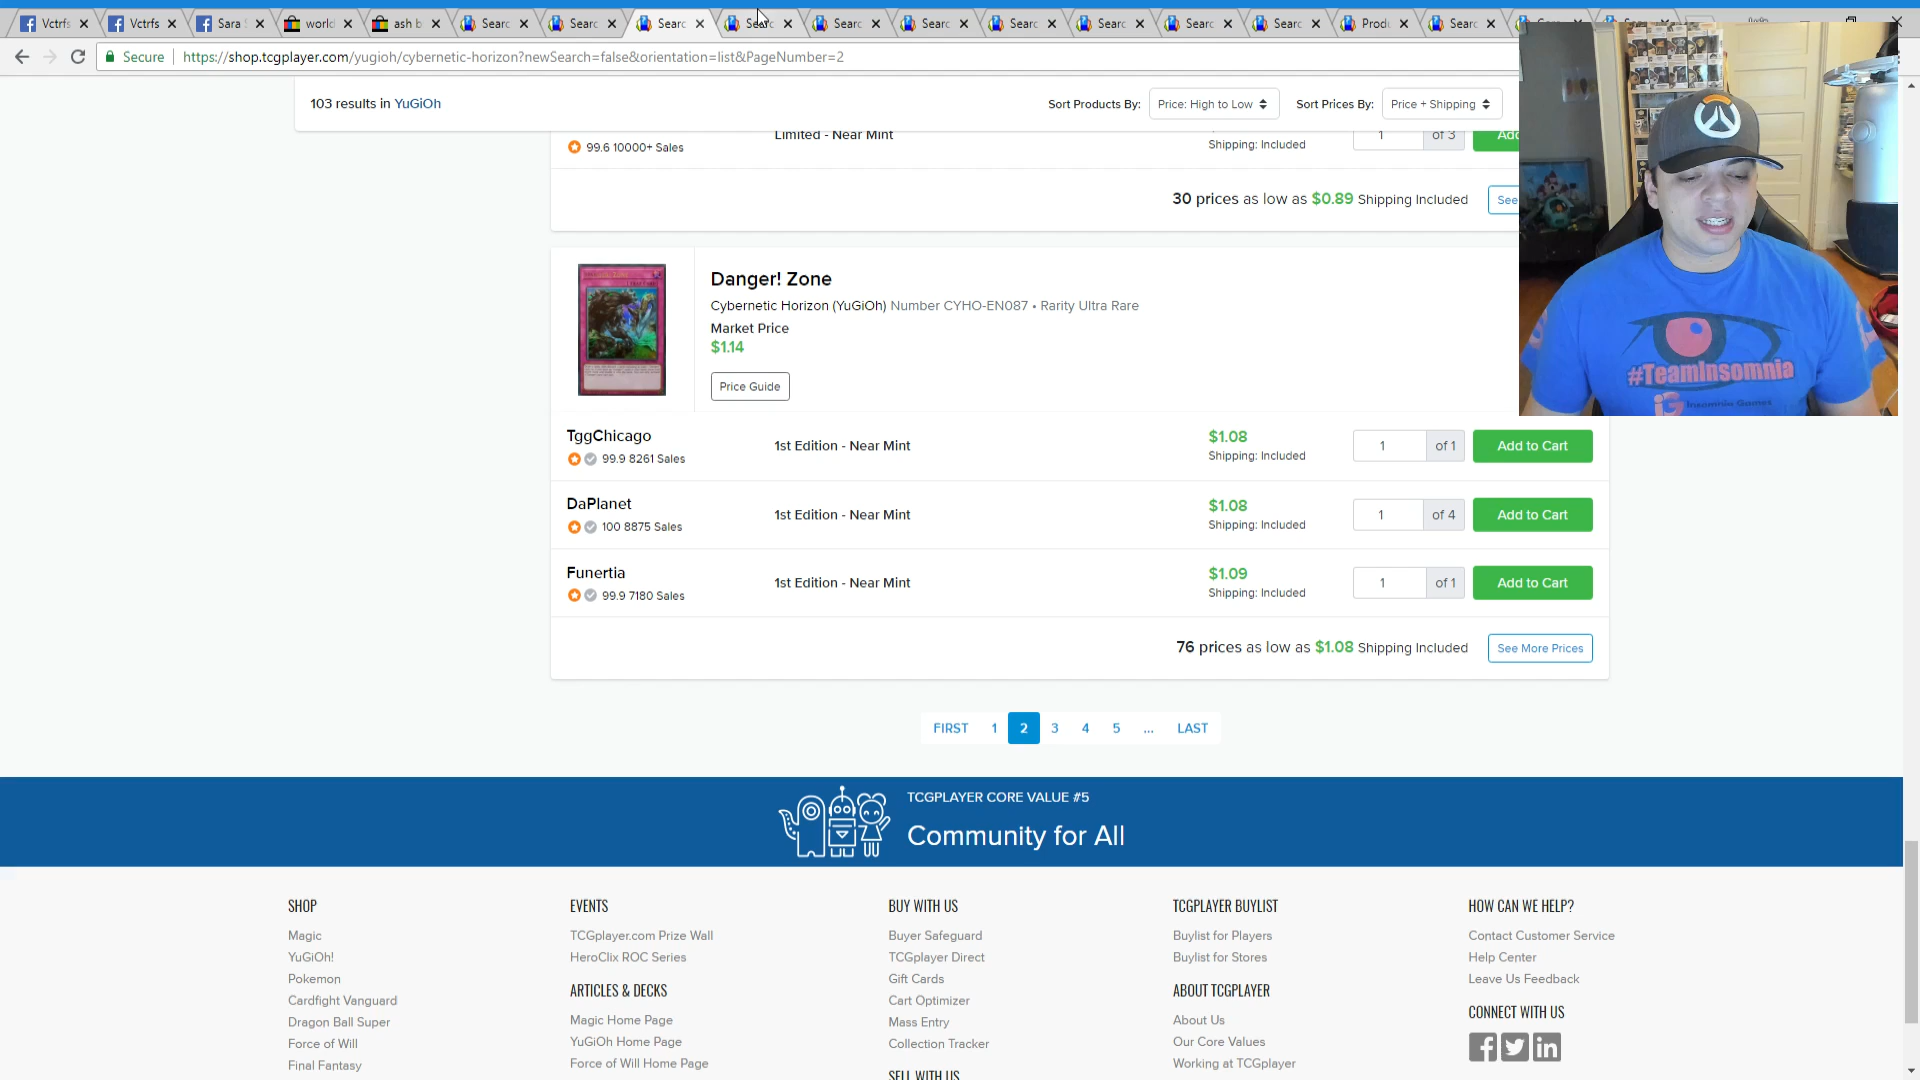 Vctrfs
Vctrfs
Sara
world
ash b
Searc
Searc
Searc
Searc
Searc
Searc
Searc
Searc
Searc
Searc
Produ
Searc
Secure
https://shop.tcgplayer.com/yugioh/cybernetic-horizon?newSearch=false&orientation=list&PageNumber=2
103 results in YuGiOh
Sort Products By:
Price: High to Low
Sort Prices By:
Price + Shipping
Limited - Near Mint
1
of 3
Add
99.6 10000+ Sales
Shipping: Included
30 prices as low as $0.89 Shipping Included
See
Danger! Zone
Cybernetic Horizon (YuGiOh) Number CYHO-EN087 • Rarity Ultra Rare
Market Price
$1.14
Price Guide
#TeamInsomnia
iG Insomnia Games
TggChicago
99.9 8261 Sales
1st Edition - Near Mint
$1.08
Shipping: Included
1
of 1
Add to Cart
DaPlanet
100 8875 Sales
1st Edition - Near Mint
$1.08
Shipping: Included
1
of 4
Add to Cart
Funertia
99.9 7180 Sales
1st Edition - Near Mint
$1.09
Shipping: Included
1
of 1
Add to Cart
76 prices as low as $1.08 Shipping Included
See More Prices
FIRST 1 2 3 4 5 ... LAST
TCGPLAYER CORE VALUE #5
Community for All
SHOP
Magic
YuGiOh!
Pokemon
Cardfight Vanguard
Dragon Ball Super
Force of Will
Final Fantasy
EVENTS
TCGplayer.com Prize Wall
HeroClix ROC Series
ARTICLES & DECKS
Magic Home Page
YuGiOh Home Page
Force of Will Home Page
BUY WITH US
Buyer Safeguard
TCGplayer Direct
Gift Cards
Cart Optimizer
Mass Entry
Collection Tracker
SELL WITH US
TCGPLAYER BUYLIST
Buylist for Players
Buylist for Stores
ABOUT TCGPLAYER
About Us
Our Core Values
Working at TCGplayer
HOW CAN WE HELP?
Contact Customer Service
Help Center
Leave Us Feedback
CONNECT WITH US